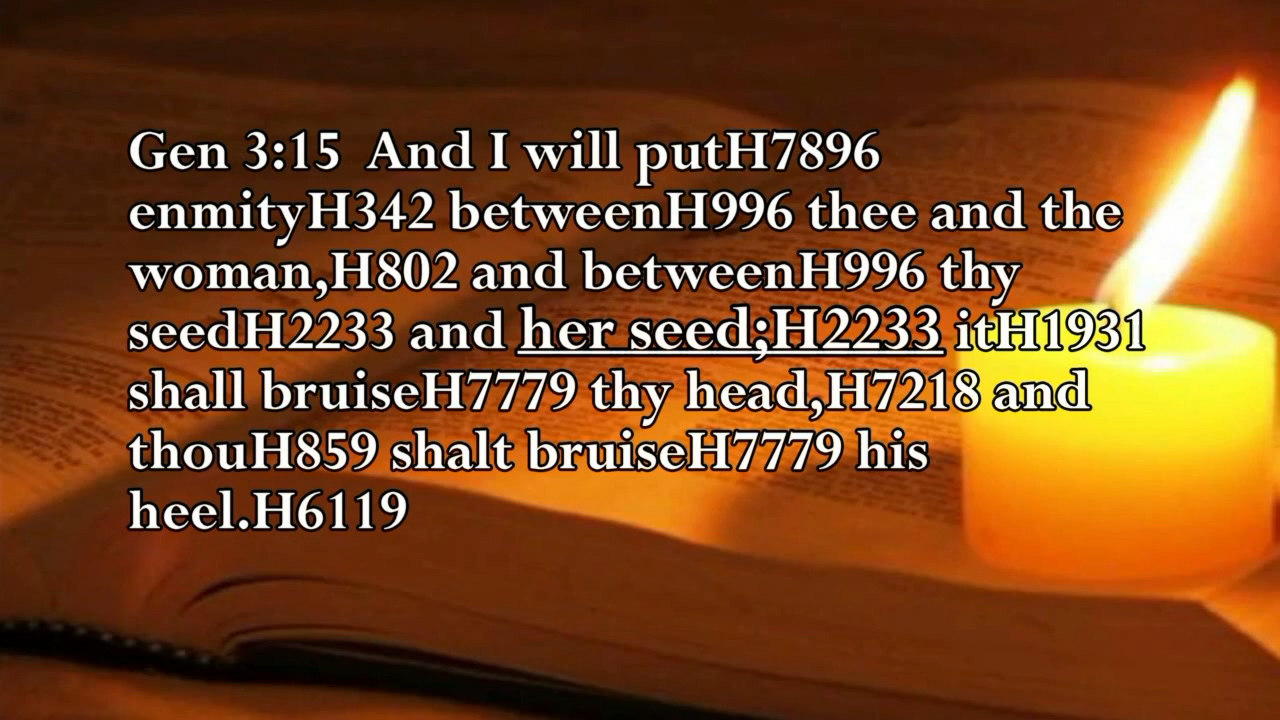 Gen 3:15 And I will putH7896
enmityH342 betweenH996 thee and the
woman,H802 and betweenH996 thy
seedH2233 and her seed;H2233 itH1931
shall bruiseH7779 thy head,H7218 and
thouH859 shalt bruiseH7779 his
heel.H6119